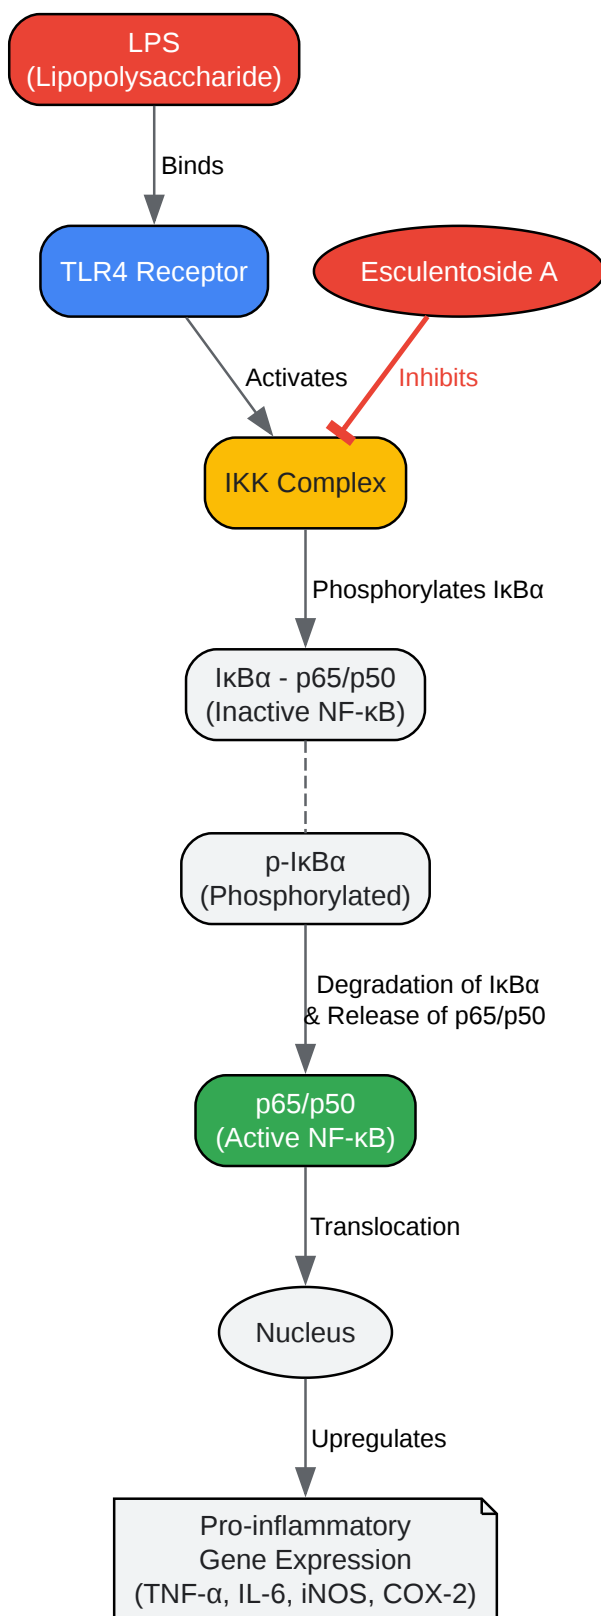 LPS
(Lipopolysaccharide)
Binds
TLR4 Receptor
Esculentoside A
Activates
Inhibits
IKK Complex
Phosphorylates IκBα
IκBα - p65/p50
(Inactive NF-κB)
p-IκBα
(Phosphorylated)
Degradation of IκBα
& Release of p65/p50
p65/p50
(Active NF-κB)
Translocation
Nucleus
Upregulates
Pro-inflammatory
Gene Expression
(TNF-α, IL-6, iNOS, COX-2)